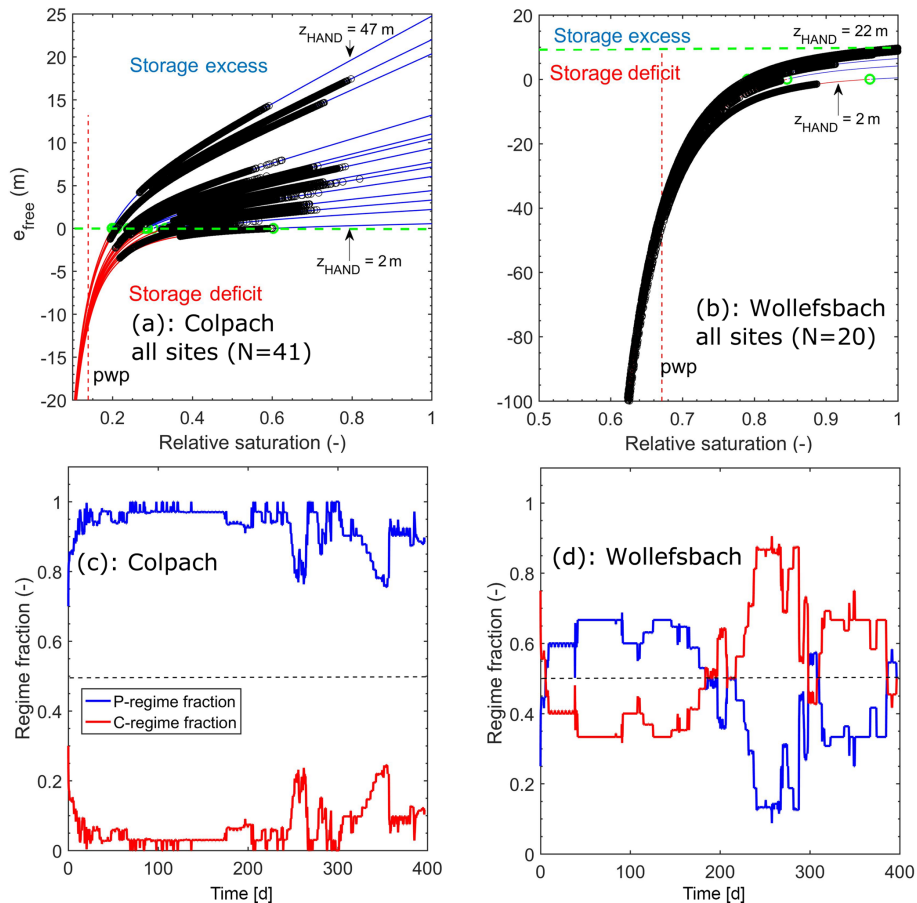 (a)
z_HAND = 47 m
Storage excess
e_free (m)
25
20
15
10
5
0
-5
-10
-15
-20
z_HAND = 2 m
Storage deficit
(a): Colpach
all sites (N=41)
pwp
0.2
0.4
0.6
0.8
1
Relative saturation (-)
(b)
Storage excess
z_HAND = 22 m
Storage deficit
20
0
-20
-40
-60
-80
-100
z_HAND = 2 m
(b): Wollefsbach
all sites (N=20)
pwp
0.5
0.6
0.7
0.8
0.9
1
Relative saturation (-)
1
0.8
0.6
0.4
0.2
0
Regime fraction (-)
(c): Colpach
P-regime fraction
C-regime fraction
0
100
200
300
400
Time [d]
1
0.8
0.6
0.4
0.2
0
Regime fraction (-)
(d): Wollefsbach
0
100
200
300
400
Time [d]